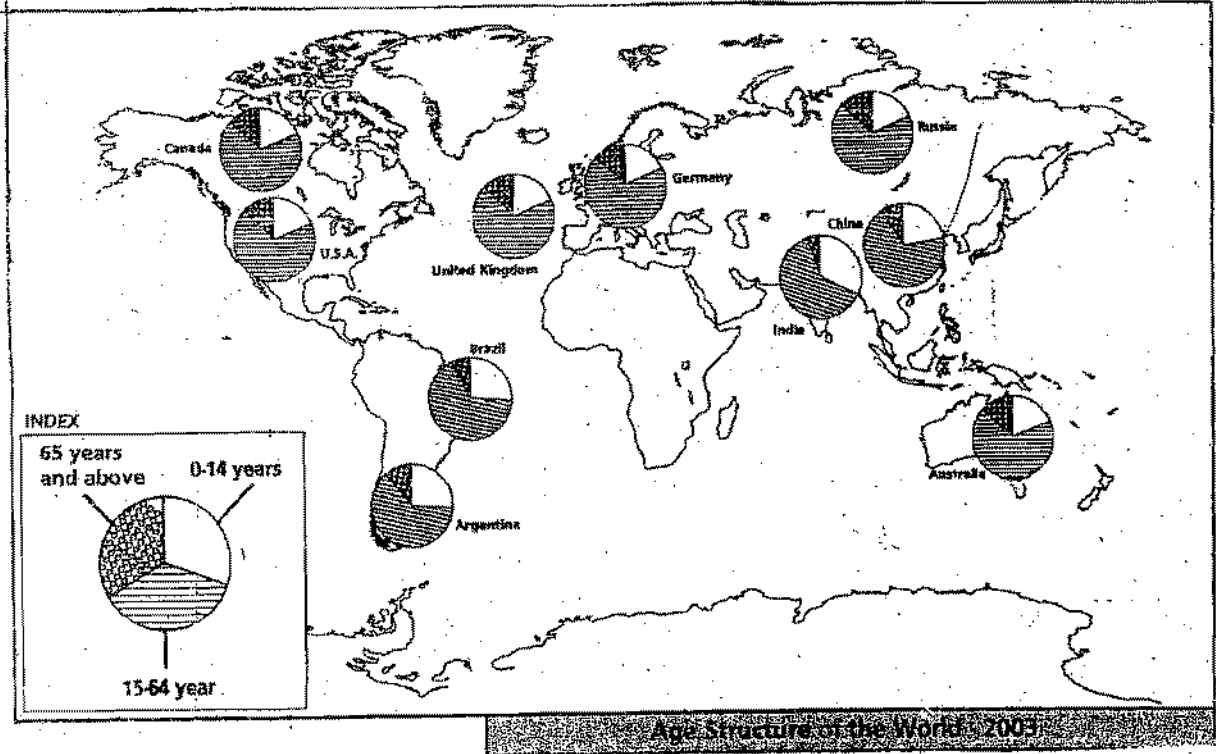 Canada
Russia
Germany
U.S.A.
United Kingdom
China
India
Brazil
Argentina
Australia
INDEX
65 years
and above
0-14 years
15-64 year
Age Structure of the World - 2003